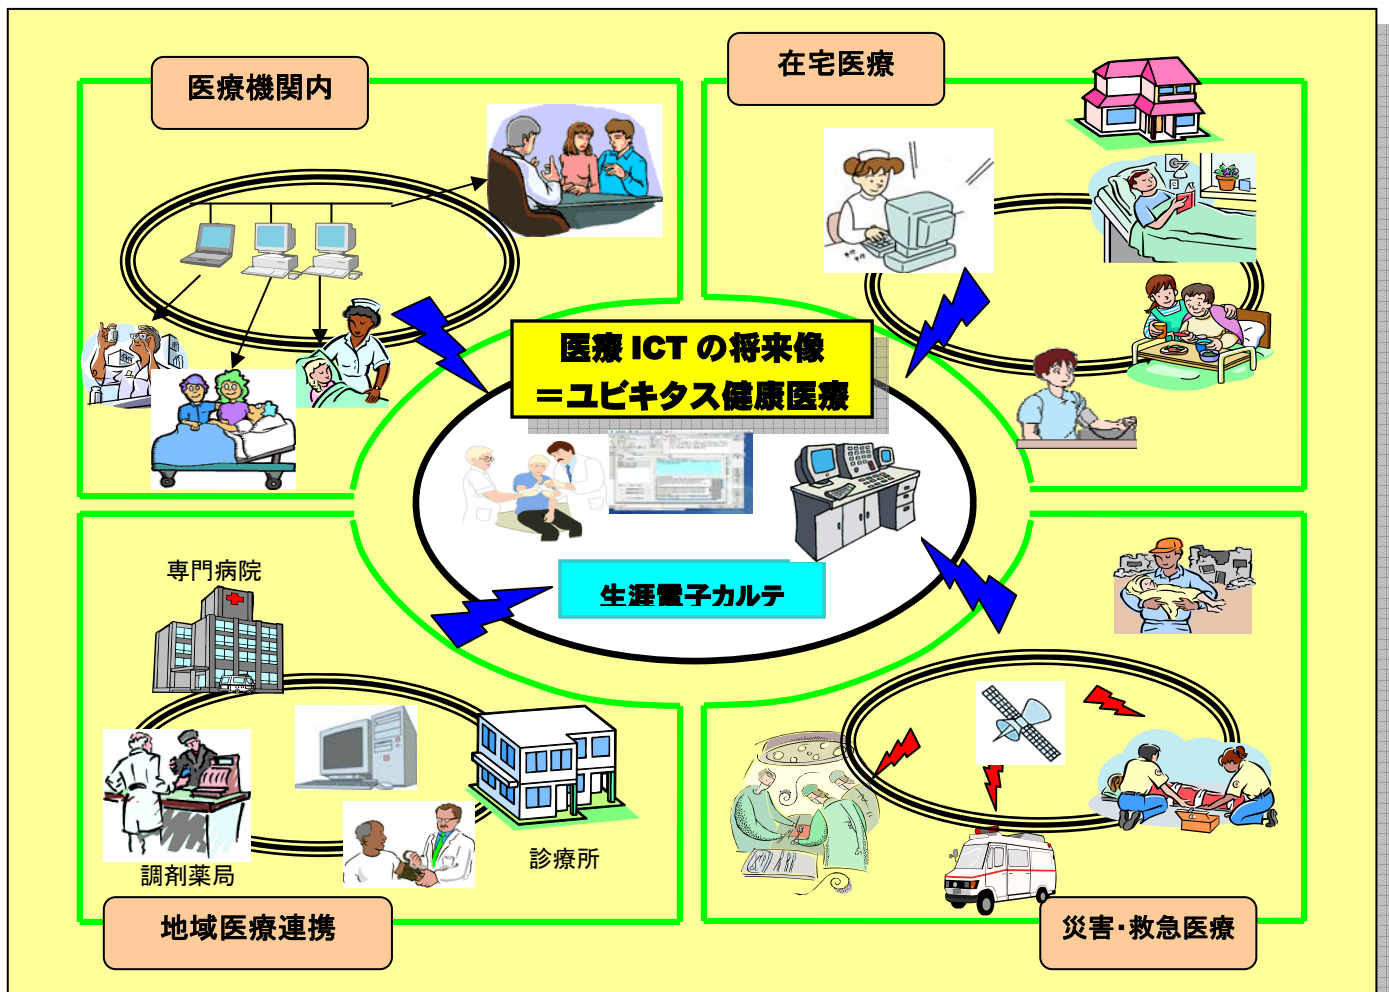 医療機関内
在宅医療
医療 ICT の将来像
＝ユビキタス健康医療
生涯電子カルテ
専門病院
調剤薬局
診療所
地域医療連携
災害・救急医療